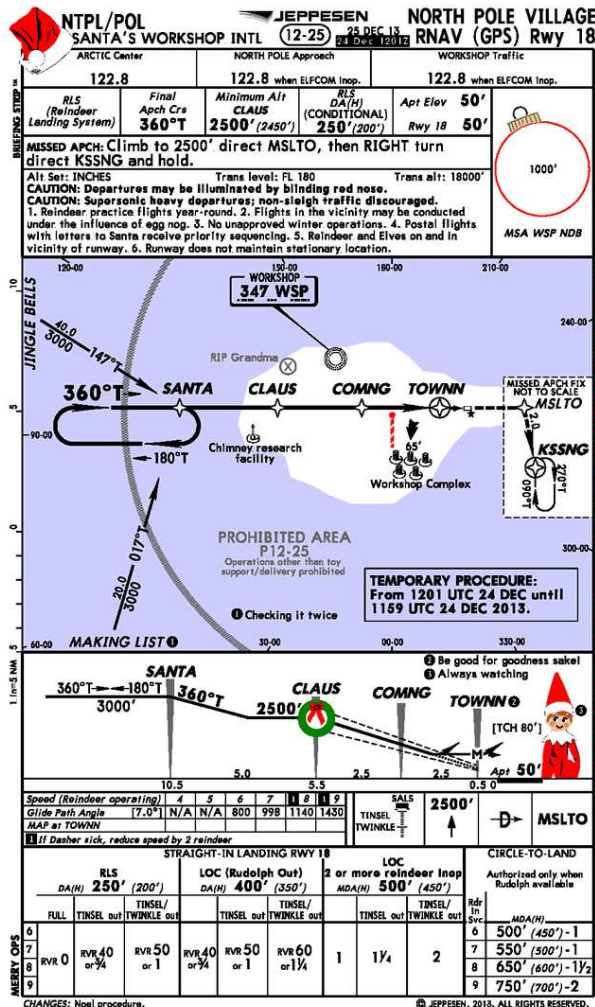 NTPL/POL
SANTA'S WORKSHOP INTL
JEPPESEN
12-25
25 DEC 13
NORTH POLE VILLAGE
RNAV (GPS) Rwy 18
ARCTIC Center
122.8
NORTH POLE Approach
122.8 when ELFCOM Inop.
WORKSHOP Traffic
122.8 when ELFCOM Inop.
BRIEFING STRIP™
RLS
(Reindeer
Landing System)
Final
Apch Crs
360°T
Minimum Alt
CLAUS
2500' (2450')
RLS
DA(H)
(CONDITIONAL)
250' (200')
Apt Elev 50'
Rwy 18 50'
MISSED APCH: Climb to 2500' direct MSLTO, then RIGHT turn
direct KSSNG and hold.
Alt Set: INCHES Trans level: FL 180 Trans alt: 18000'
CAUTION: Departures may be illuminated by blinding red nose.
CAUTION: Supersonic heavy departures; non-sleigh traffic discouraged.
1. Reindeer practice flights year-round. 2. Flights in the vicinity may be conducted
under the influence of egg nog. 3. No unapproved winter operations. 4. Postal flights
with letters to Santa receive priority sequencing. 5. Reindeer and Elves on and in
vicinity of runway. 6. Runway does not maintain stationary location.
1000'
MSA WSP NDB
120-00
150-00
210-00
10
WORKSHOP
347 WSP
240-00
JINGLE BELLS
40.0
3000
147°T
RIP Grandma
360°T
SANTA
CLAUS
COMNG
TOWNN
MISSED APCH FIX
NOT TO SCALE
MSLTO
5
90-00
180°T
Chimney research
facility
65'
Workshop Complex
2.0
KSSNG
090°T
270°T
017°T
20.0
3000
0
PROHIBITED AREA
P12-25
Operations other than toy
support/delivery prohibited
300-00
TEMPORARY PROCEDURE:
From 1201 UTC 24 DEC until
1159 UTC 24 DEC 2013.
1 Checking it twice
MAKING LIST 1
60-00
30-00
00-00
330-00
5
1 in=5 NM
2 Be good for goodness sake!
3 Always watching
SANTA
CLAUS
COMNG
TOWNN 2
3
360°T
180°T
3000'
360°T
2500'
[TCH 80']
M
Apt 50'
10.5
5.0
5.5
2.5
2.5
0.5
0
Speed (Reindeer operating) 4 5 6 7 1 8 1 9
Glide Path Angle [7.0°] N/A N/A 800 998 1140 1430
MAP at TOWNN
1 If Dasher sick, reduce speed by 2 reindeer
SALS
TINSEL
TWINKLE
2500'
D
MSLTO
STRAIGHT-IN LANDING RWY 18
CIRCLE-TO-LAND
RLS
DA(H) 250' (200')
LOC (Rudolph Out)
DA(H) 400' (350')
LOC
2 or more reindeer Inop
MDA(H) 500' (450')
Authorized only when
Rudolph available
FULL
TINSEL out
TINSEL/
TWINKLE out
TINSEL out
TINSEL/
TWINKLE out
TINSEL out
TINSEL/
TWINKLE out
Rdr
In
Svc
MDA(H)
MERRY OPS
6
7
8
9
RVR 0
RVR 40
or ¾
RVR 50
or 1
RVR 40
or ¾
RVR 50
or 1
RVR 60
or 1¼
1
1¼
2
6 500' (450') - 1
7 550' (500') - 1
8 650' (600') - 1½
9 750' (700') - 2
CHANGES: Noel procedure.
© JEPPESEN, 2013. ALL RIGHTS RESERVED.